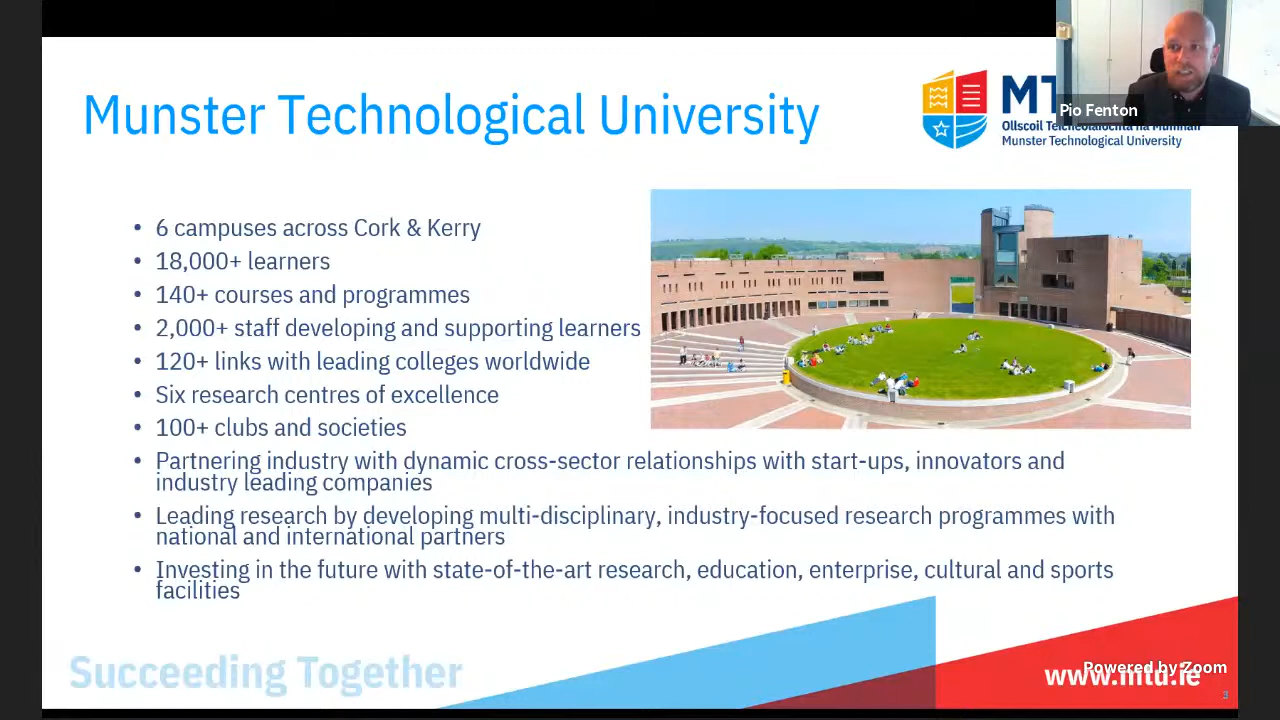 Munster Technological University
MT
Pio Fenton
Ollscoil Teicneolaíochta na Mumhan
Munster Technological University
• 6 campuses across Cork & Kerry
• 18,000+ learners
• 140+ courses and programmes
• 2,000+ staff developing and supporting learners
• 120+ links with leading colleges worldwide
• Six research centres of excellence
• 100+ clubs and societies
• Partnering industry with dynamic cross-sector relationships with start-ups, innovators and
industry leading companies
• Leading research by developing multi-disciplinary, industry-focused research programmes with
national and international partners
• Investing in the future with state-of-the-art research, education, enterprise, cultural and sports
facilities
Succeeding Together
Powered by Zoom
www.mtu.ie
3